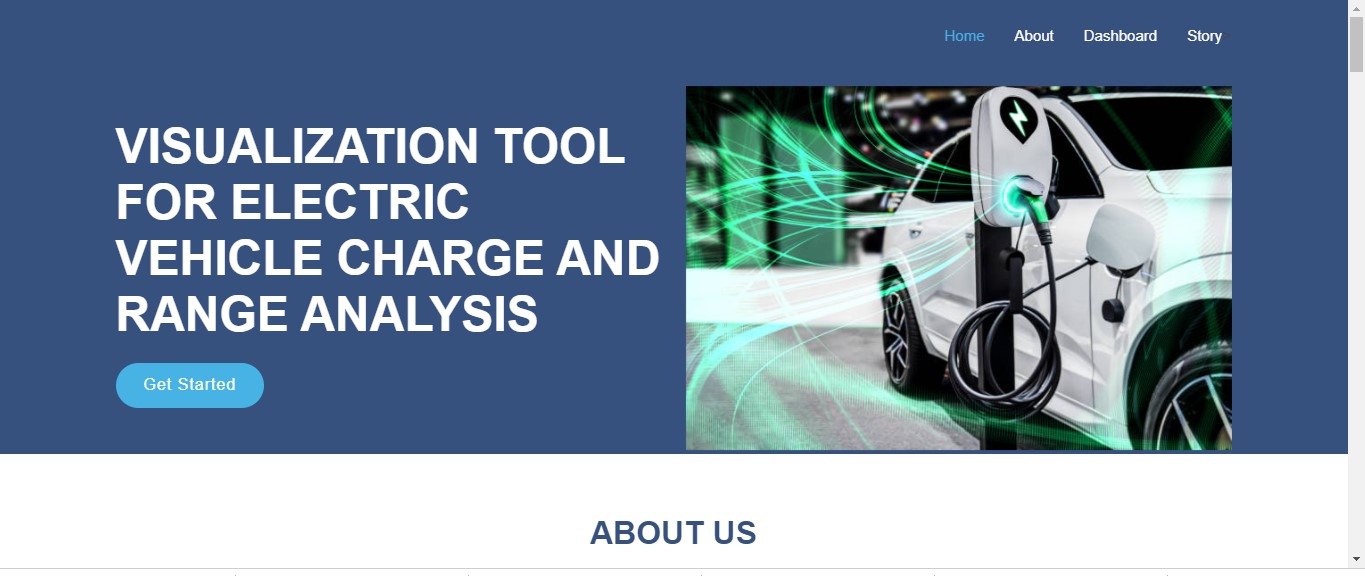 Home About Dashboard Story
VISUALIZATION TOOL
FOR ELECTRIC
VEHICLE CHARGE AND
RANGE ANALYSIS
Get Started
ABOUT US